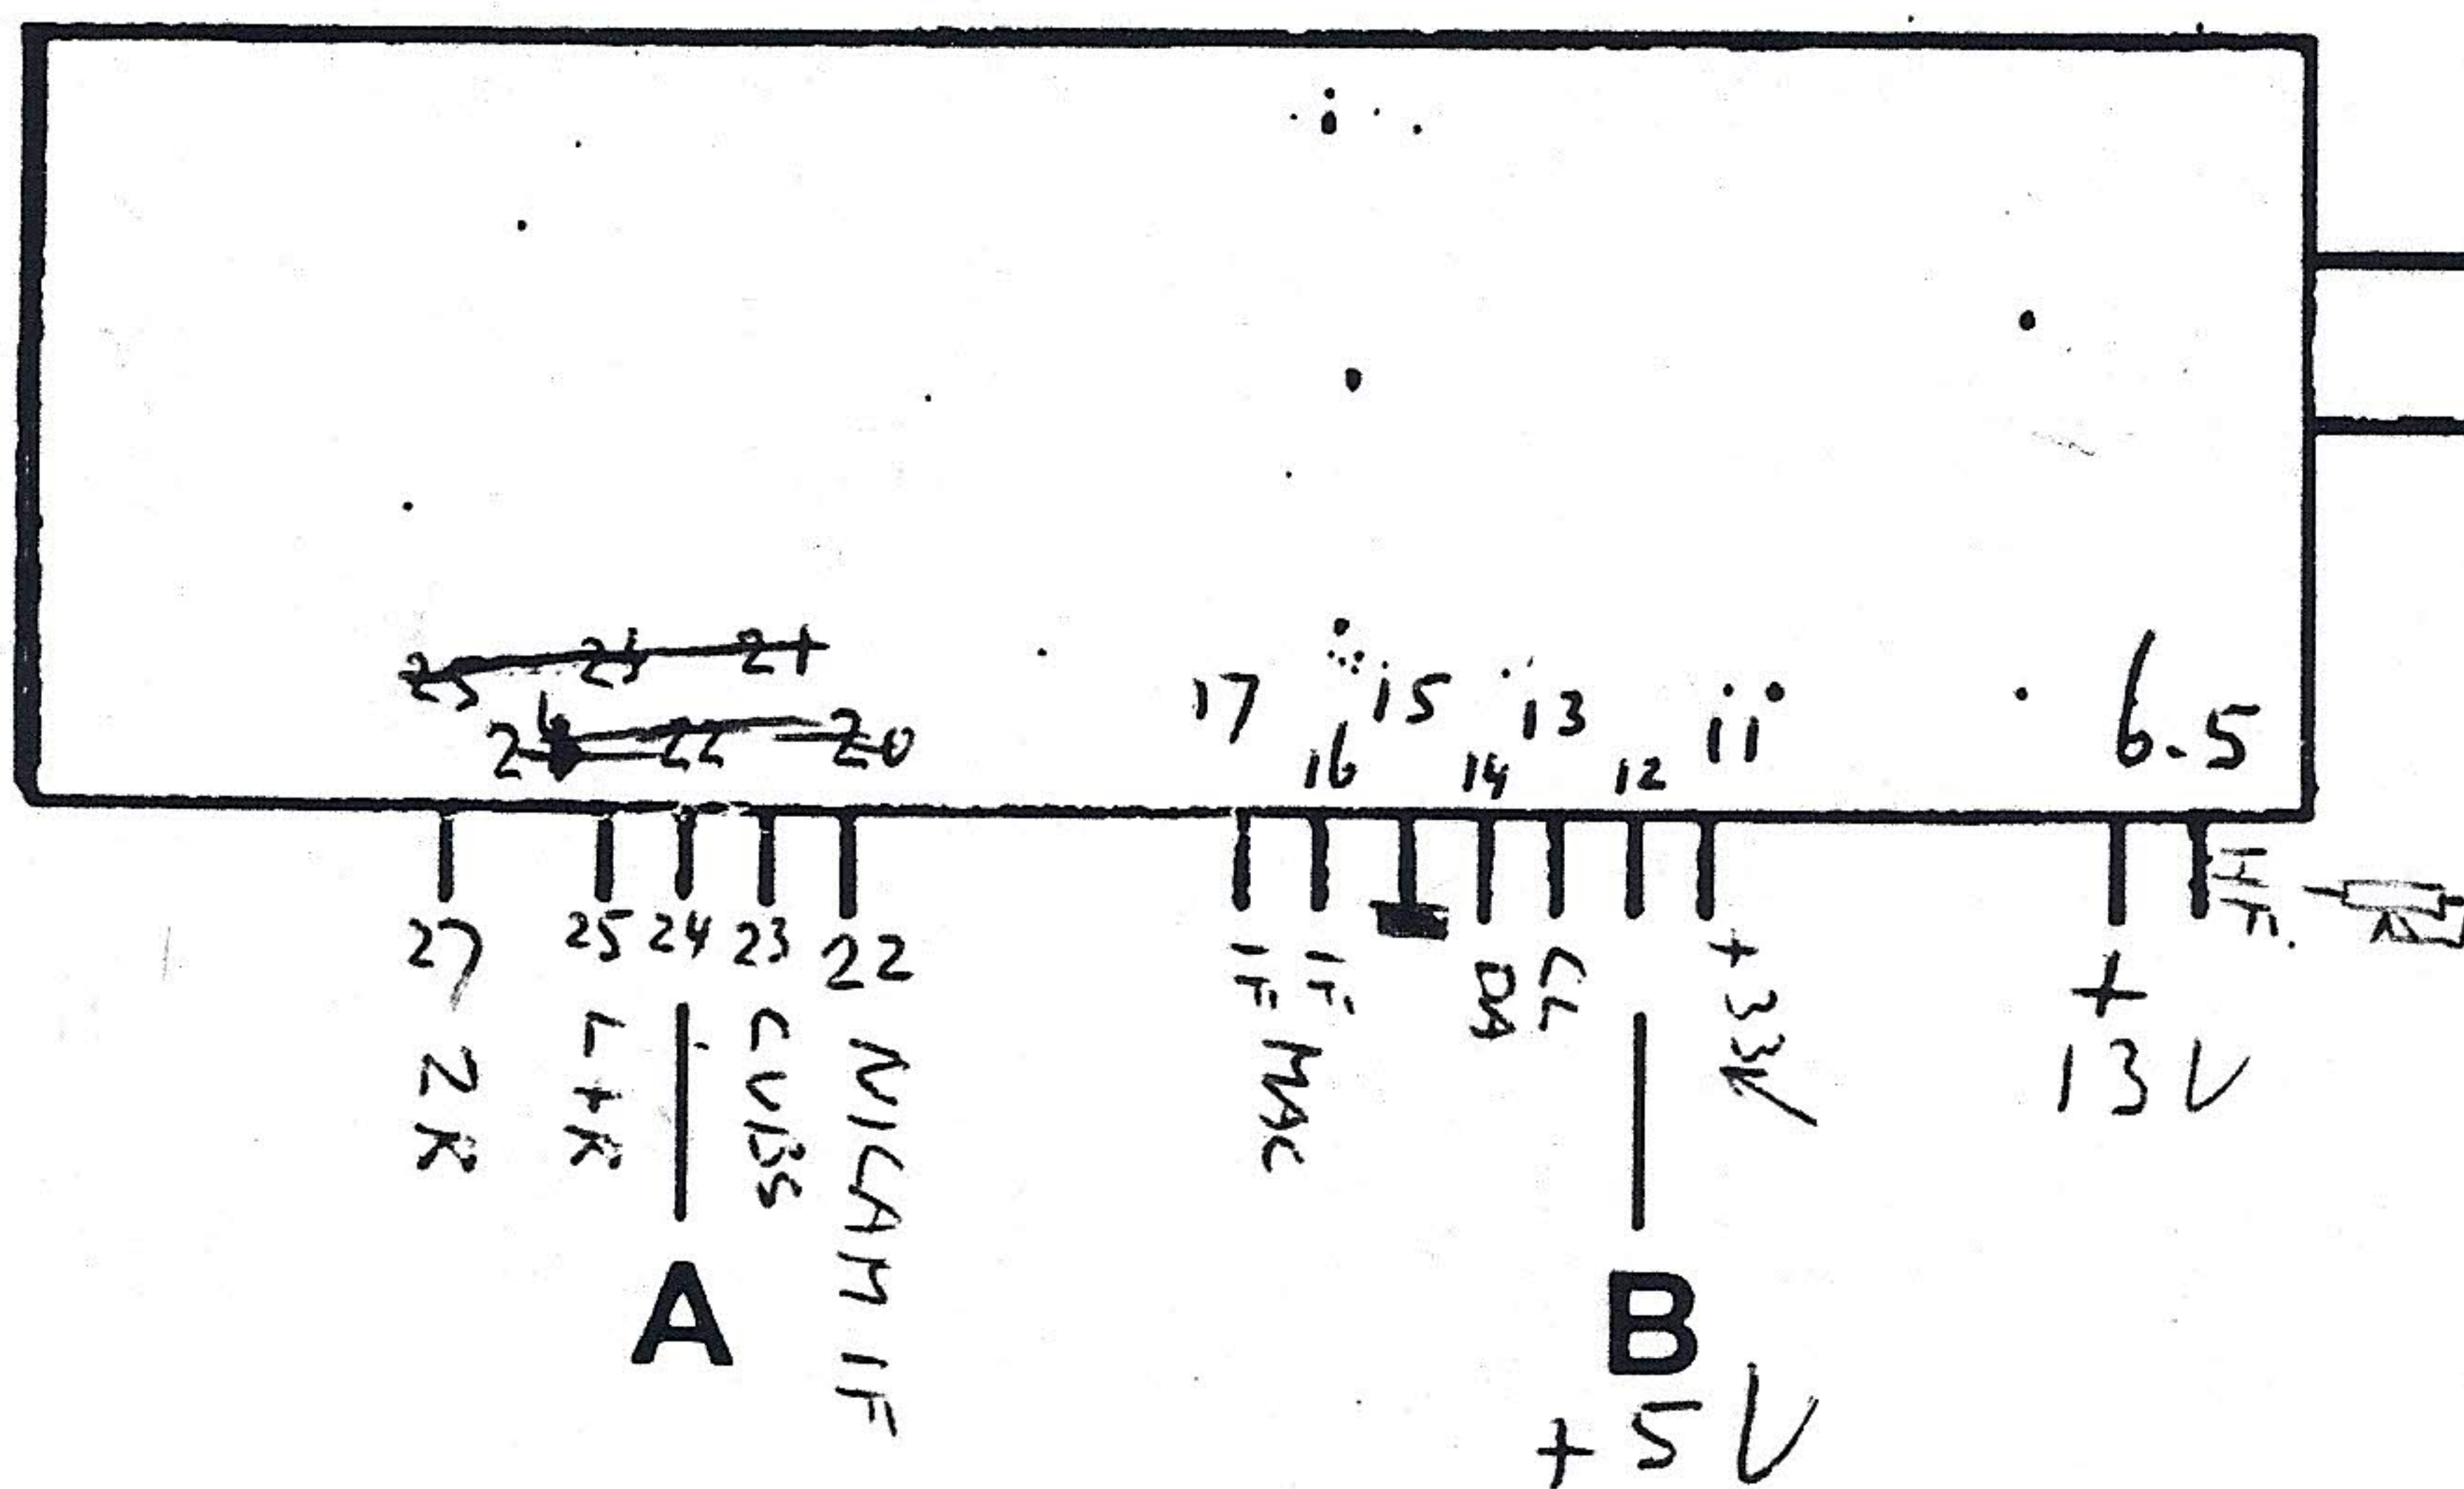 25 23 21
24 22 20
17 15 13 11
16 14 12
6.5
27 25 24 23 22
2K
L+R
CVBS
NICAM IF
IF
IF
MAC
DA
CL
+33V
+
13V
A
B
+5V